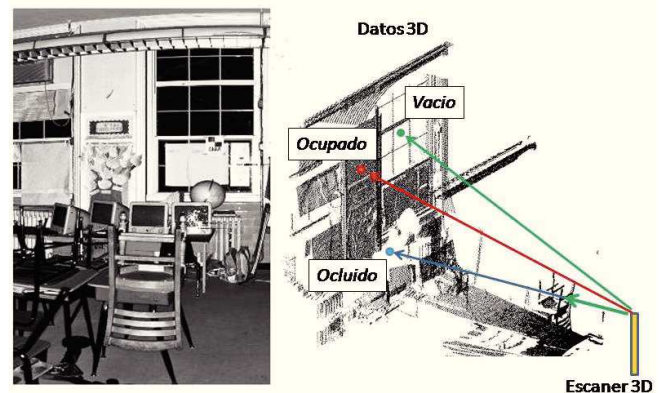 Datos 3D
Vacio
Ocupado
Ocluido
Escaner 3D